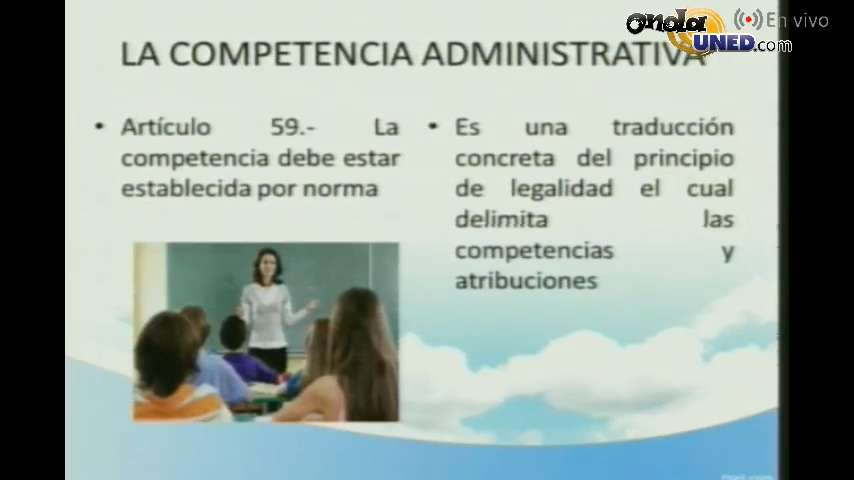 onda
UNED.com
En vivo
LA COMPETENCIA ADMINISTRATIVA
• Artículo 59.- La
competencia debe estar
establecida por norma
• Es una traducción
concreta del principio
de legalidad el cual
delimita las
competencias y
atribuciones